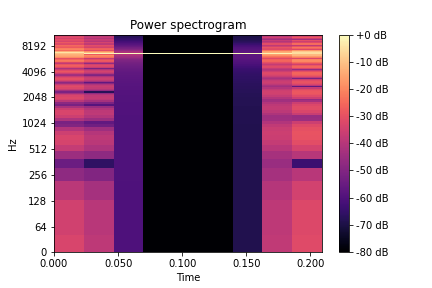 Power spectrogram
8192
4096
2048
1024
512
256
128
64
0
Hz
0.000 0.050 0.100 0.150 0.200
Time
+0 dB
-10 dB
-20 dB
-30 dB
-40 dB
-50 dB
-60 dB
-70 dB
-80 dB